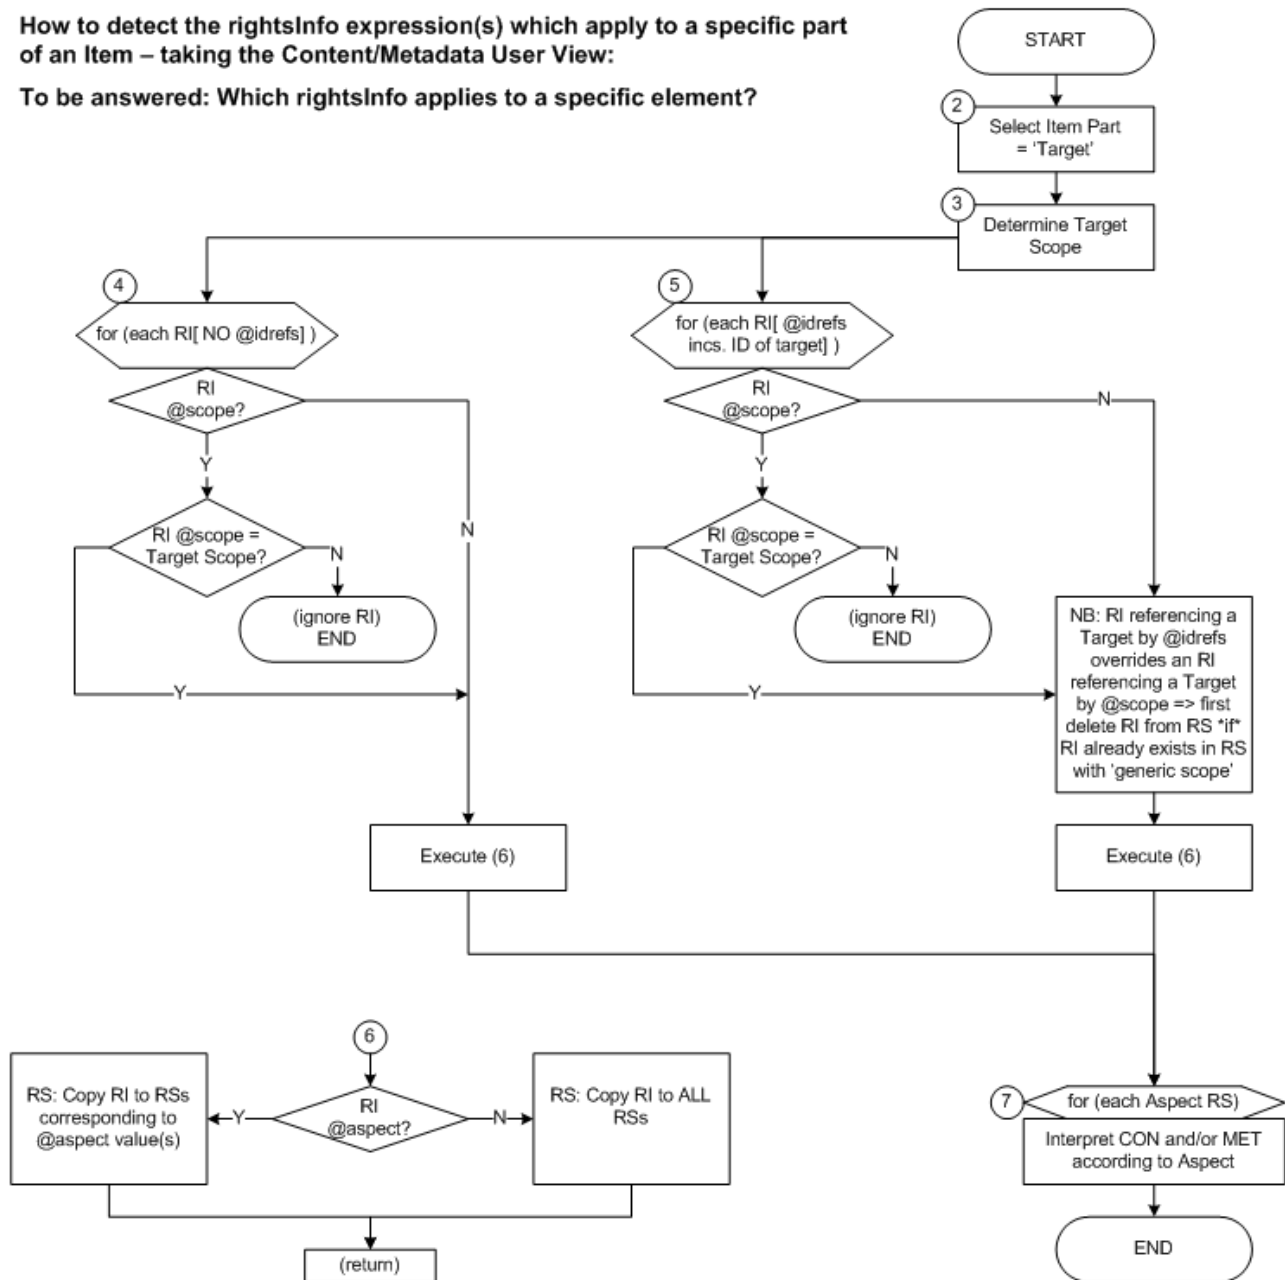 How to detect the rightsInfo expression(s) which apply to a specific part
of an Item – taking the Content/Metadata User View:
To be answered: Which rightsInfo applies to a specific element?
START
2
Select Item Part
= ‘Target’
3
Determine Target
Scope
4
for (each RI[ NO @idrefs] )
RI
@scope?
N
Y
RI @scope =
Target Scope?
N
(ignore RI)
END
Y
Execute (6)
5
for (each RI[ @idrefs
incs. ID of target] )
RI
@scope?
N
Y
RI @scope =
Target Scope?
N
(ignore RI)
END
Y
NB: RI referencing a
Target by @idrefs
overrides an RI
referencing a Target
by @scope => first
delete RI from RS *if*
RI already exists in RS
with ‘generic scope’
Execute (6)
6
RI
@aspect?
Y
RS: Copy RI to RSs
corresponding to
@aspect value(s)
N
RS: Copy RI to ALL
RSs
(return)
7
for (each Aspect RS)
Interpret CON and/or MET
according to Aspect
END